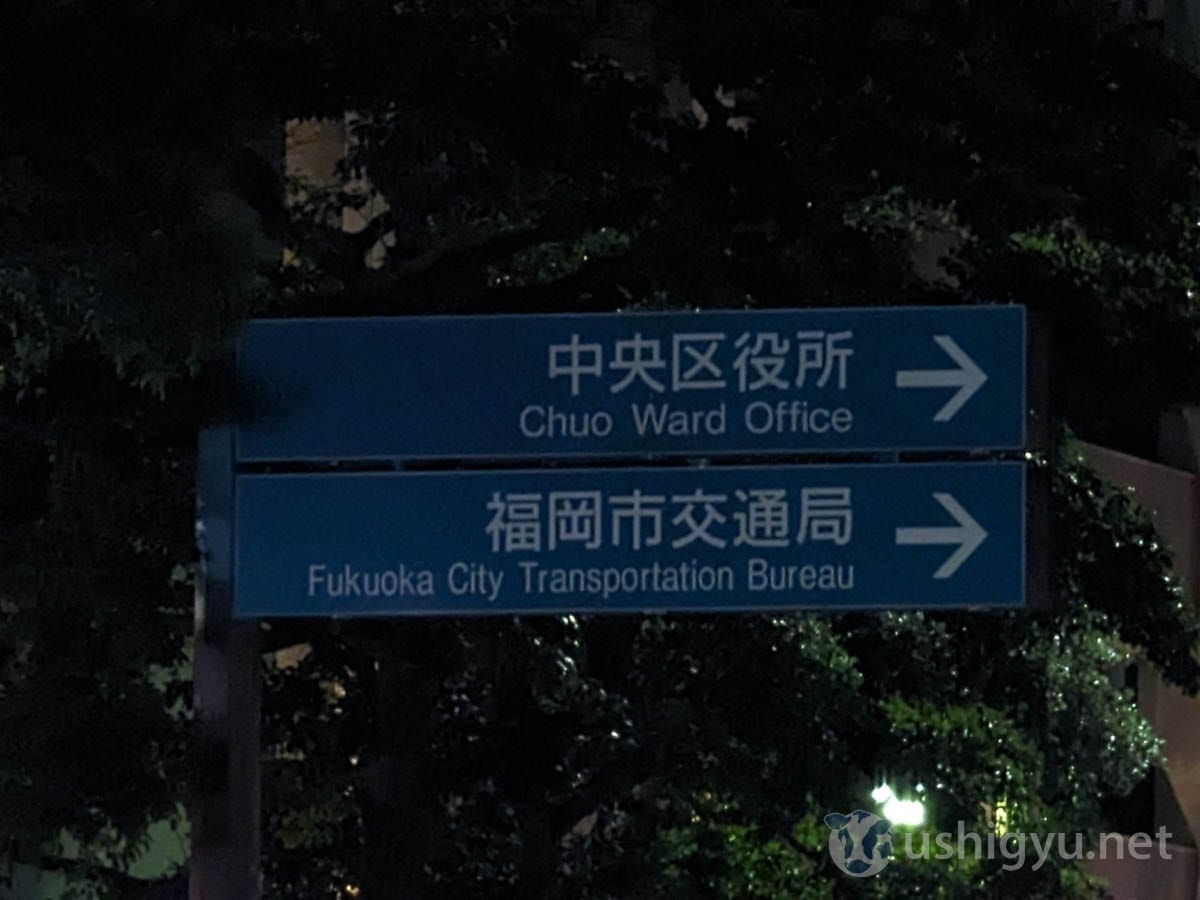 中央区役所
Chuo Ward Office
福岡市交通局
Fukuoka City Transportation Bureau
ushigyu.net